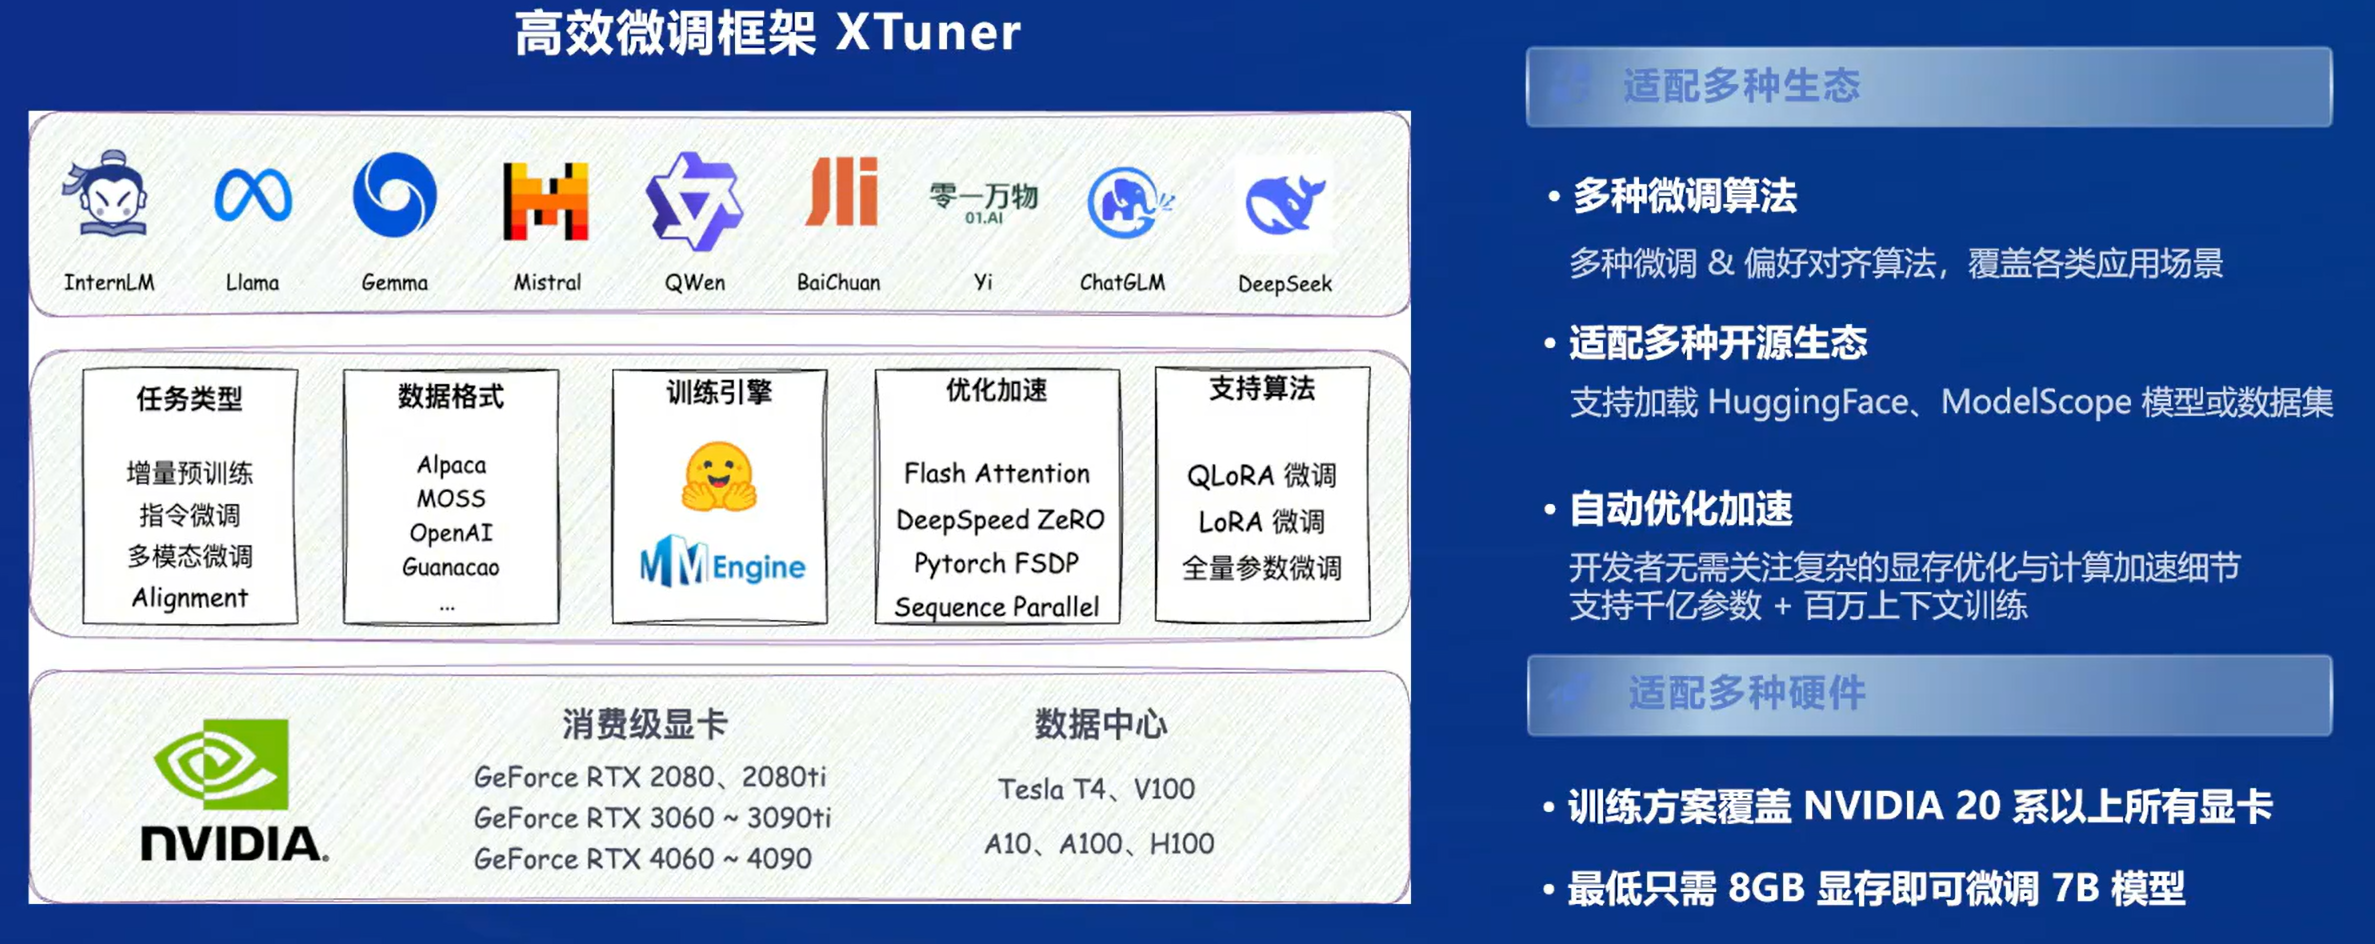 高效微调框架 XTuner
零一万物
01.AI
InternLM
Llama
Gemma
Mistral
QWen
BaiChuan
Yi
ChatGLM
DeepSeek
任务类型
增量预训练
指令微调
多模态微调
Alignment
数据格式
Alpaca
MOSS
OpenAI
Guanacao
...
训练引擎
MMEngine
优化加速
Flash Attention
DeepSpeed ZeRO
Pytorch FSDP
Sequence Parallel
支持算法
QLoRA 微调
LoRA 微调
全量参数微调
NVIDIA.
消费级显卡
GeForce RTX 2080、2080ti
GeForce RTX 3060 ~ 3090ti
GeForce RTX 4060 ~ 4090
数据中心
Tesla T4、V100
A10、A100、H100
适配多种生态
• 多种微调算法
多种微调 & 偏好对齐算法，覆盖各类应用场景
• 适配多种开源生态
支持加载 HuggingFace、ModelScope 模型或数据集
• 自动优化加速
开发者无需关注复杂的显存优化与计算加速细节
支持千亿参数 + 百万上下文训练
适配多种硬件
• 训练方案覆盖 NVIDIA 20 系以上所有显卡
• 最低只需 8GB 显存即可微调 7B 模型